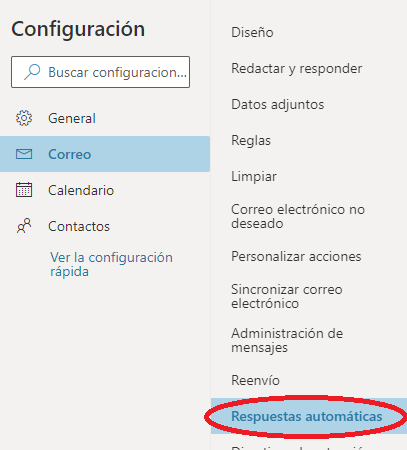 Configuración
Buscar configuracion...
General
Correo
Calendario
Contactos
Ver la configuración
rápida
Diseño
Redactar y responder
Datos adjuntos
Reglas
Limpiar
Correo electrónico no
deseado
Personalizar acciones
Sincronizar correo
electrónico
Administración de
mensajes
Reenvío
Respuestas automáticas